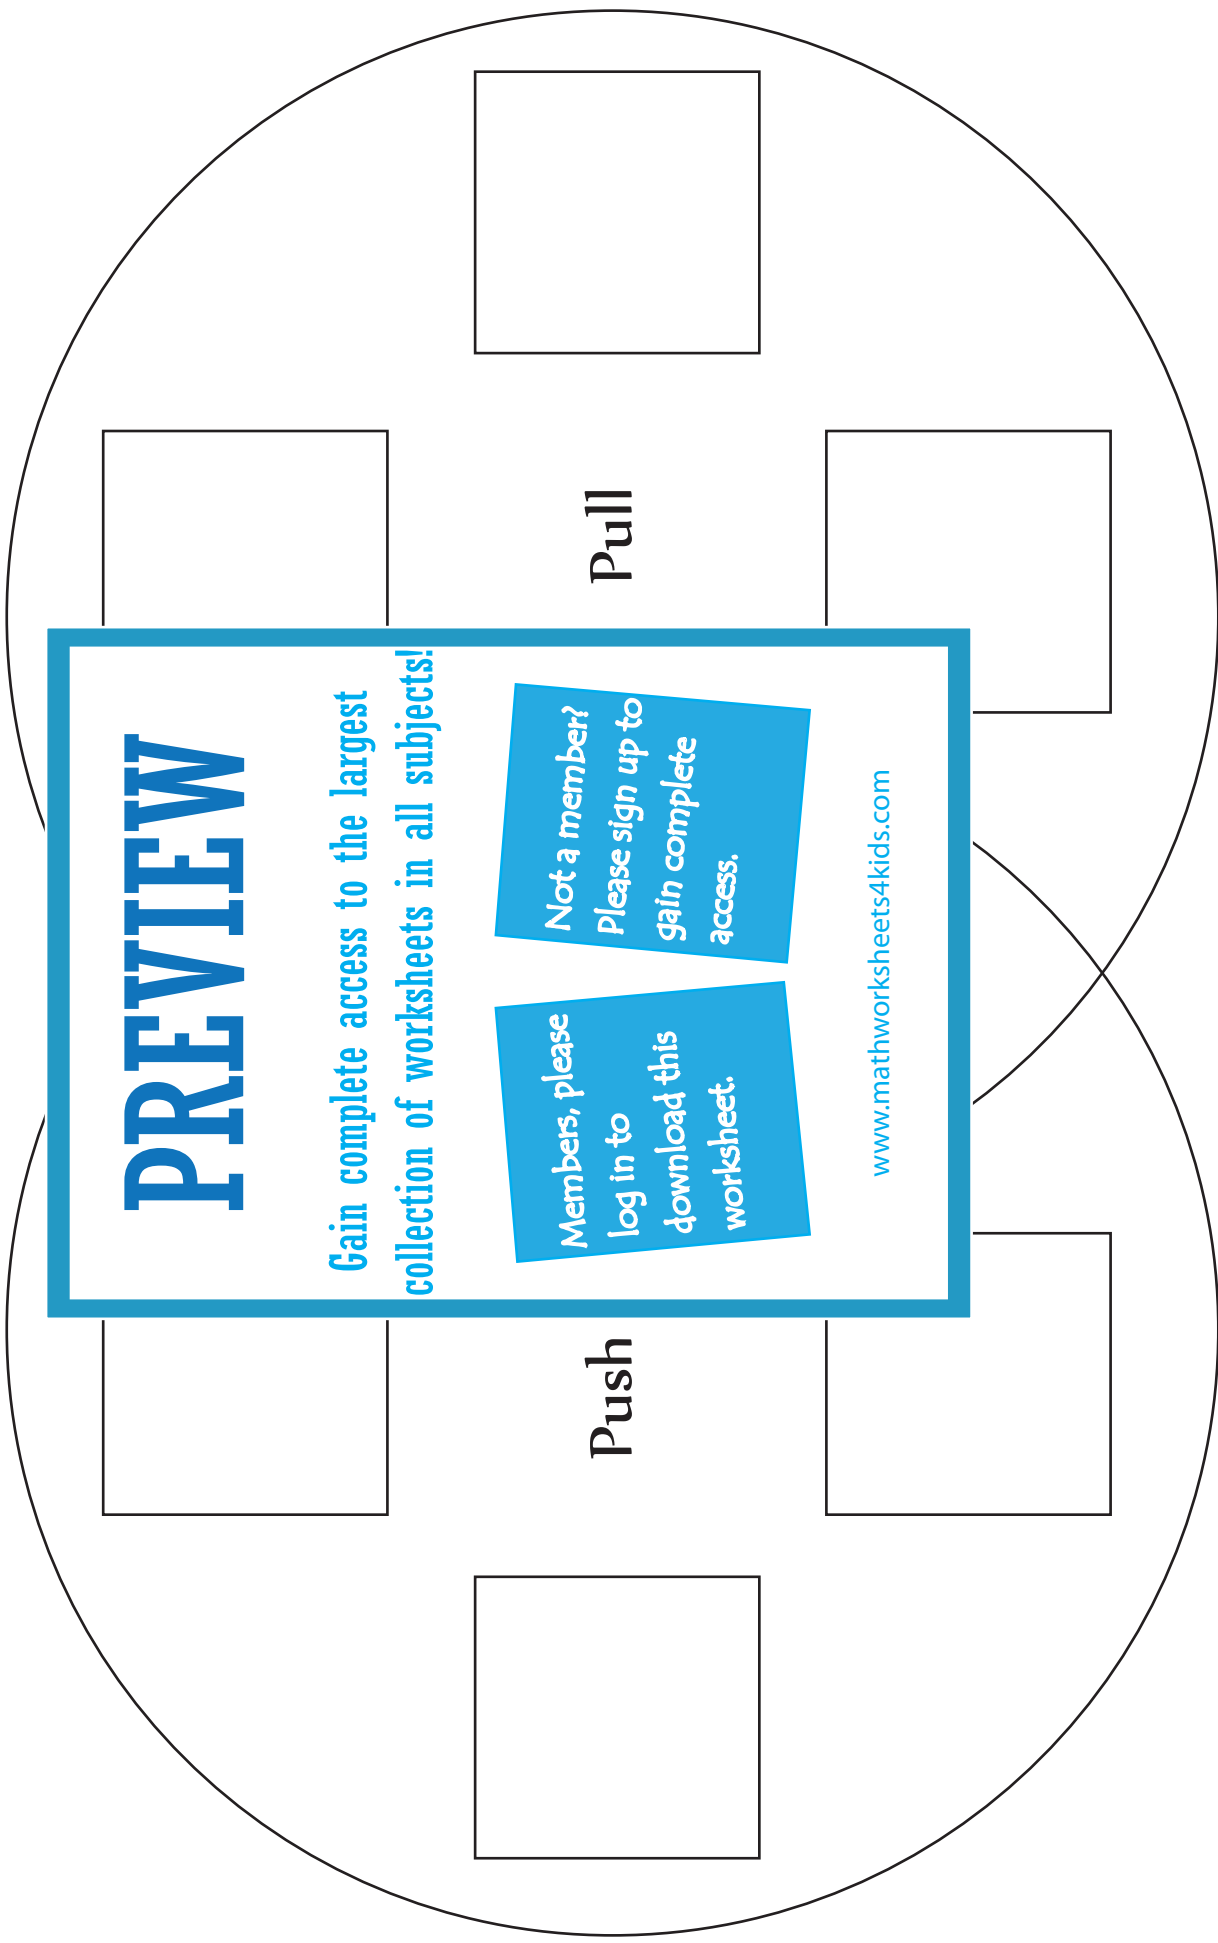 PREVIEW
Gain complete access to the largest
collection of worksheets in all subjects!
Members, please
log in to
download this
worksheet.
Not a member?
Please sign up to
gain complete
access.
www.mathworksheets4kids.com
Push
Pull